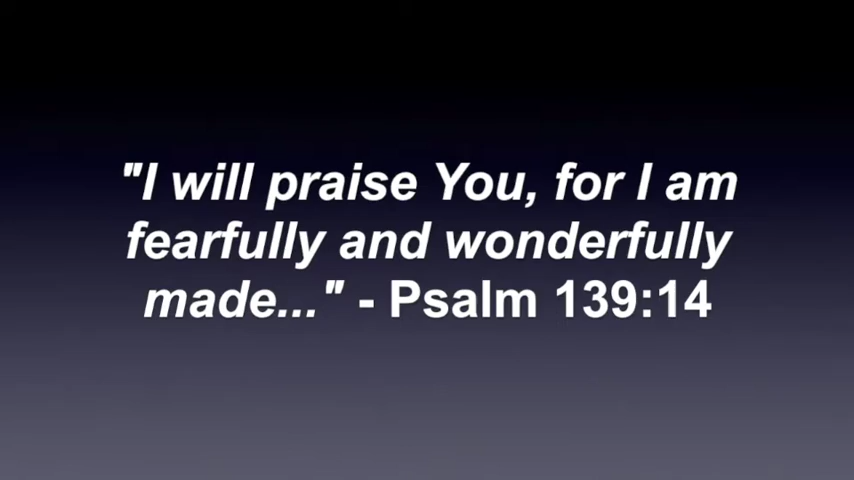 "I will praise You, for I am
fearfully and wonderfully
made..." - Psalm 139:14